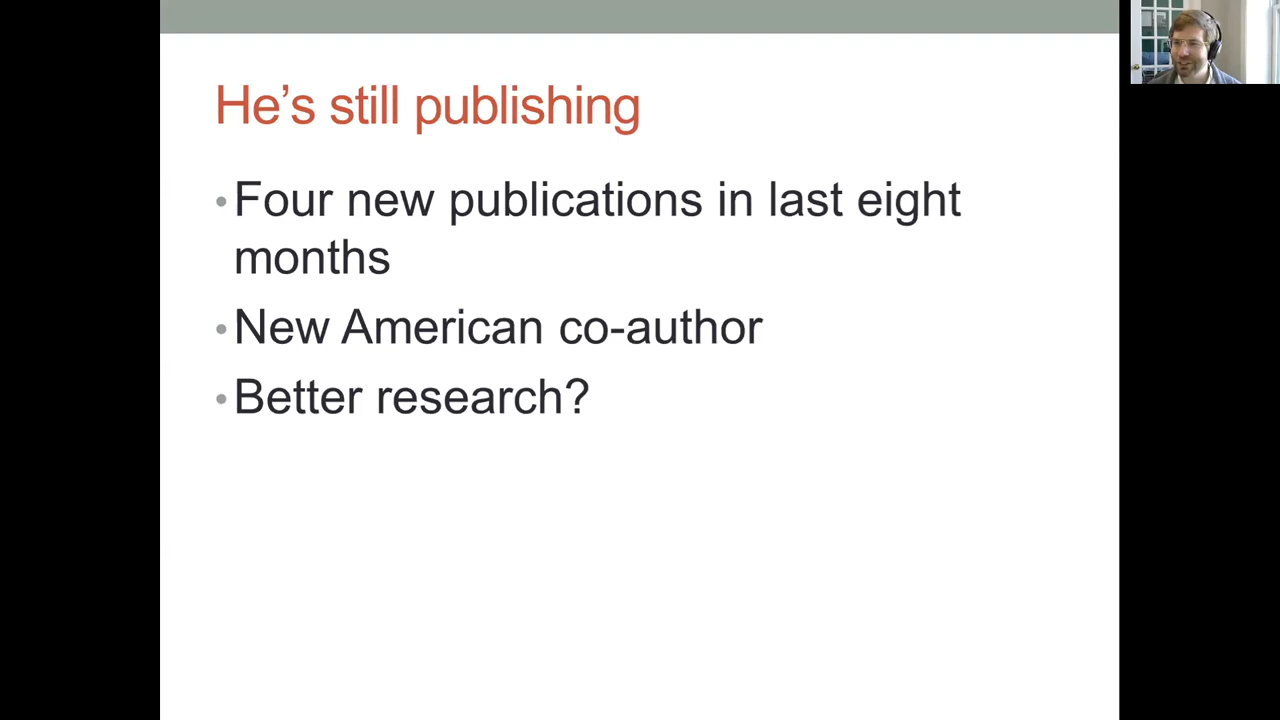 He’s still publishing
•Four new publications in last eight
months
•New American co-author
•Better research?